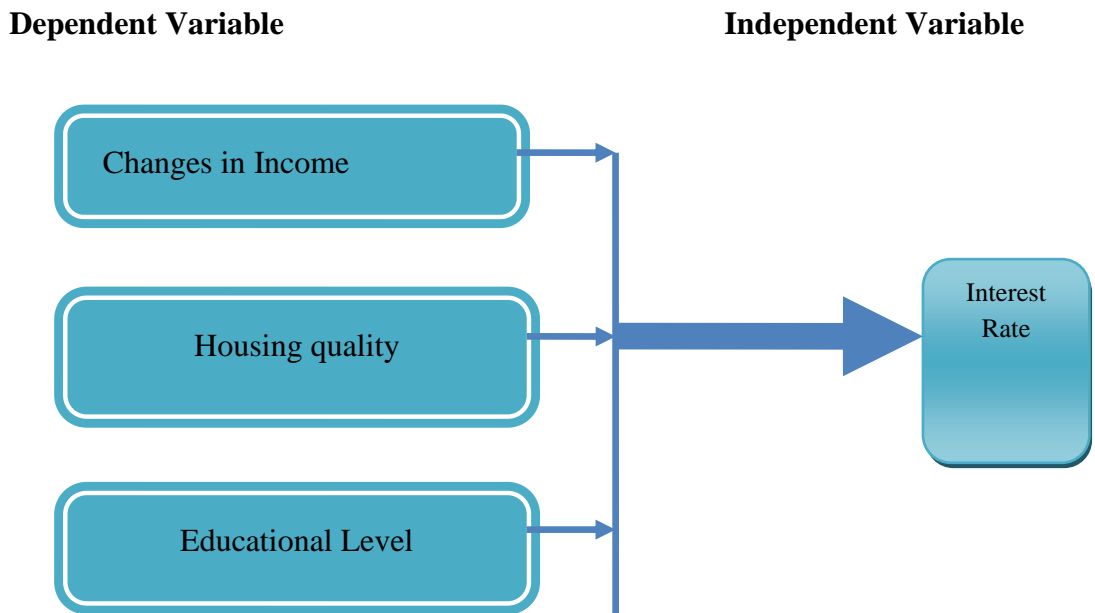 Dependent Variable
Independent Variable
Changes in Income
Housing quality
Educational Level
Interest
Rate